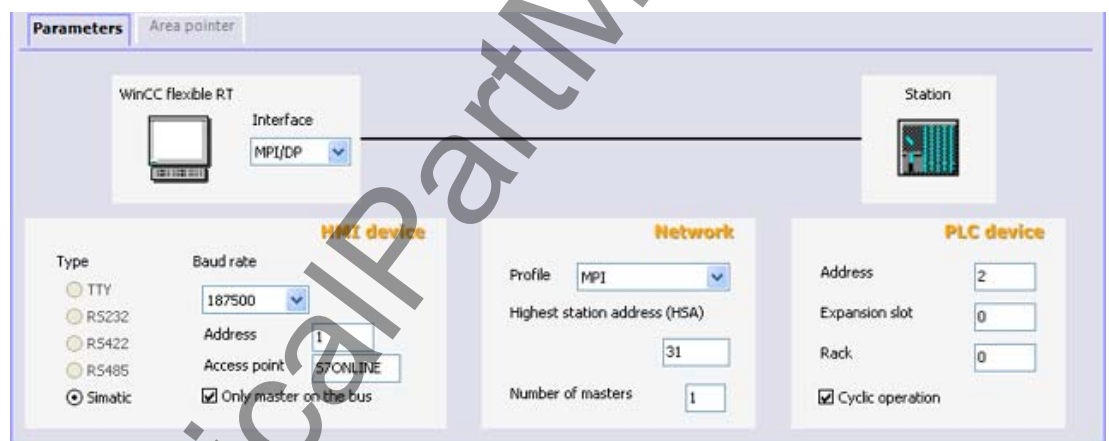 Parameters Area pointer
WinCC flexible RT
Interface
MPI/DP
Station
HMI device
Type Baud rate
TTY
187500
RS232
Address 1
RS422
Access point S7ONLINE
RS485
Simatic Only master on the bus
Network
Profile MPI
Highest station address (HSA)
31
Number of masters 1
PLC device
Address 2
Expansion slot 0
Rack 0
Cyclic operation
icalPartM